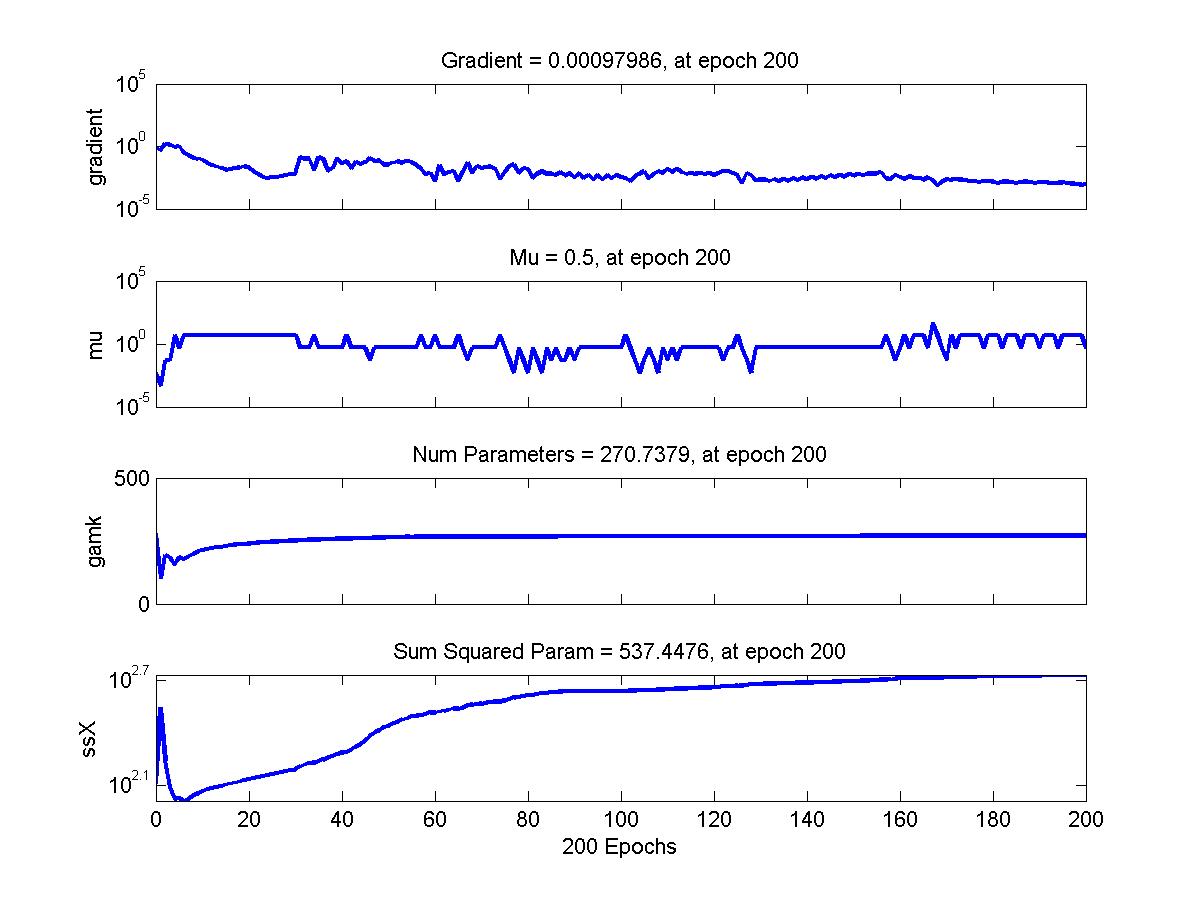 Gradient = 0.00097986, at epoch 200
10^5
10^0
10^-5
gradient
Mu = 0.5, at epoch 200
10^5
10^0
10^-5
mu
Num Parameters = 270.7379, at epoch 200
500
0
gamk
Sum Squared Param = 537.4476, at epoch 200
10^2.7
10^2.1
ssX
0 20 40 60 80 100 120 140 160 180 200
200 Epochs